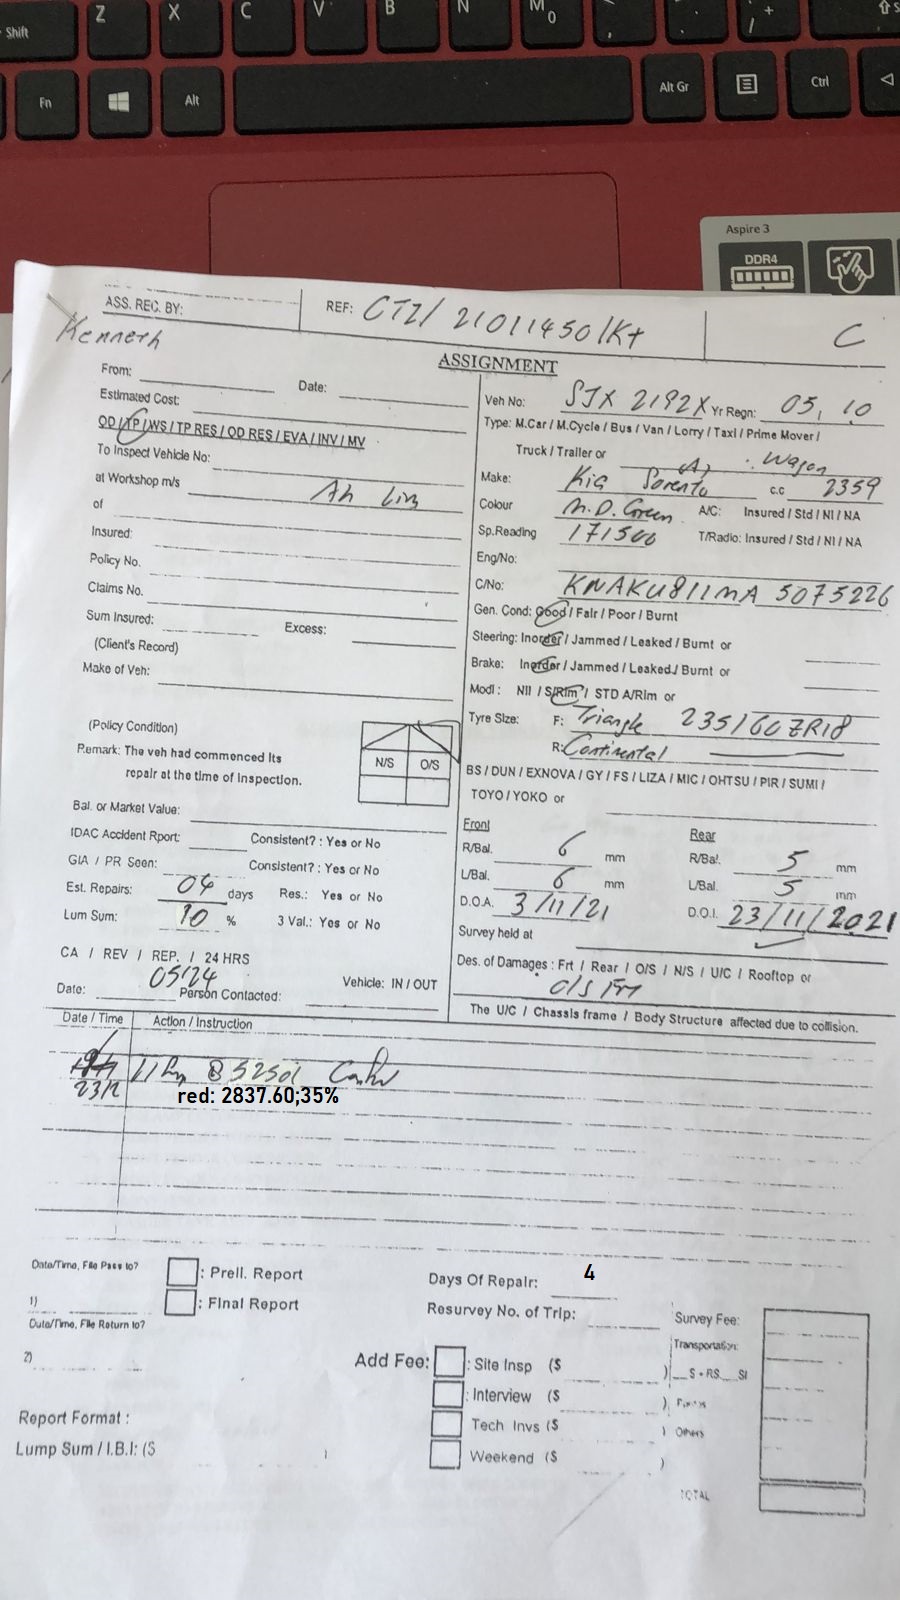 Shift Z X C V B N M 0 , ; . : / + S
Fn Alt Alt Gr Ctrl
Aspire 3
DDR4
ASS. REC. BY:
REF: CTI/ 21011450/Kt
C
Kenneth
ASSIGNMENT
From:
Date:
Estimated Cost:
OD / TP / WS / TP RES / OD RES / EVA / INV / MV
To Inspect Vehicle No:
at Workshop m/s Ah Lim
of
Insured:
Policy No.
Claims No.
Sum Insured:
Excess:
(Client's Record)
Make of Veh:
(Policy Condition)
Remark: The veh had commenced its
repair at the time of inspection.
N/S O/S
Bal. or Market Value:
IDAC Accident Rport: Consistent? : Yes or No
GIA / PR Seen: Consistent? : Yes or No
Est. Repairs: 04 days Res.: Yes or No
Lum Sum: 10 % 3 Val.: Yes or No
CA / REV / REP. / 24 HRS
05/24
Date: Person Contacted:
Vehicle: IN / OUT
Veh No: SJX 2192X Yr Regn: 05, 10
Type: M.Car / M.Cycle / Bus / Van / Lorry / Taxi / Prime Mover /
Truck / Trailer or (A) Wagon
Make: Kia Sorento c.c 2359
Colour M.D. Green A/C: Insured / Std / NI / NA
Sp.Reading 171500 T/Radio: Insured / Std / NI / NA
Eng/No:
C/No: KNAKU811MA 5075226
Gen. Cond: Good / Fair / Poor / Burnt
Steering: Inorder / Jammed / Leaked / Burnt or
Brake: Inorder / Jammed / Leaked / Burnt or
Modi : Nil / S/Rim / STD A/Rim or
Tyre Size: F: Triangle 235/60ZR18
R: Continental
BS / DUN / EXNOVA / GY / FS / LIZA / MIC / OHTSU / PIR / SUMI /
TOYO / YOKO or
Front Rear
R/Bal. 6 mm R/Bal. 5 mm
L/Bal. 6 mm L/Bal. 5 mm
D.O.A. 3/11/21 D.O.I. 23/11/2021
Survey held at
Des. of Damages : Frt / Rear / O/S / N/S / U/C / Rooftop or
O/S Frt
The U/C / Chassis frame / Body Structure affected due to collision.
Date / Time Action / Instruction
23/2
red: 2837.60;35%
Date/Time, File Pass to?
: Prell. Report
1)
: Final Report
Date/Time, File Return to?
2)
Days Of Repair: 4
Resurvey No. of Trip:
Survey Fee:
Transportation:
Add Fee: : Site Insp ($ ) S + RS SI
: Interview ($ )
Tech Invs ($ ) Others
Weekend ($ )
TOTAL
Report Format :
Lump Sum / I.B.I: ($ )